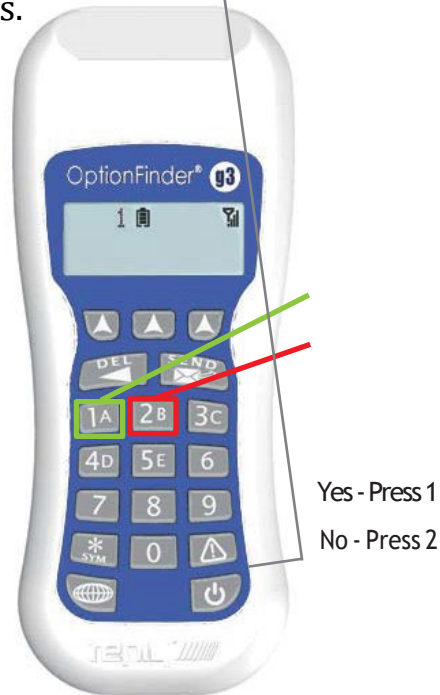 s.
OptionFinder® g3
1
DEL SEND
1A 2B 3C
4D 5E 6
7 8 9
* SYM 0
Yes - Press 1
No - Press 2